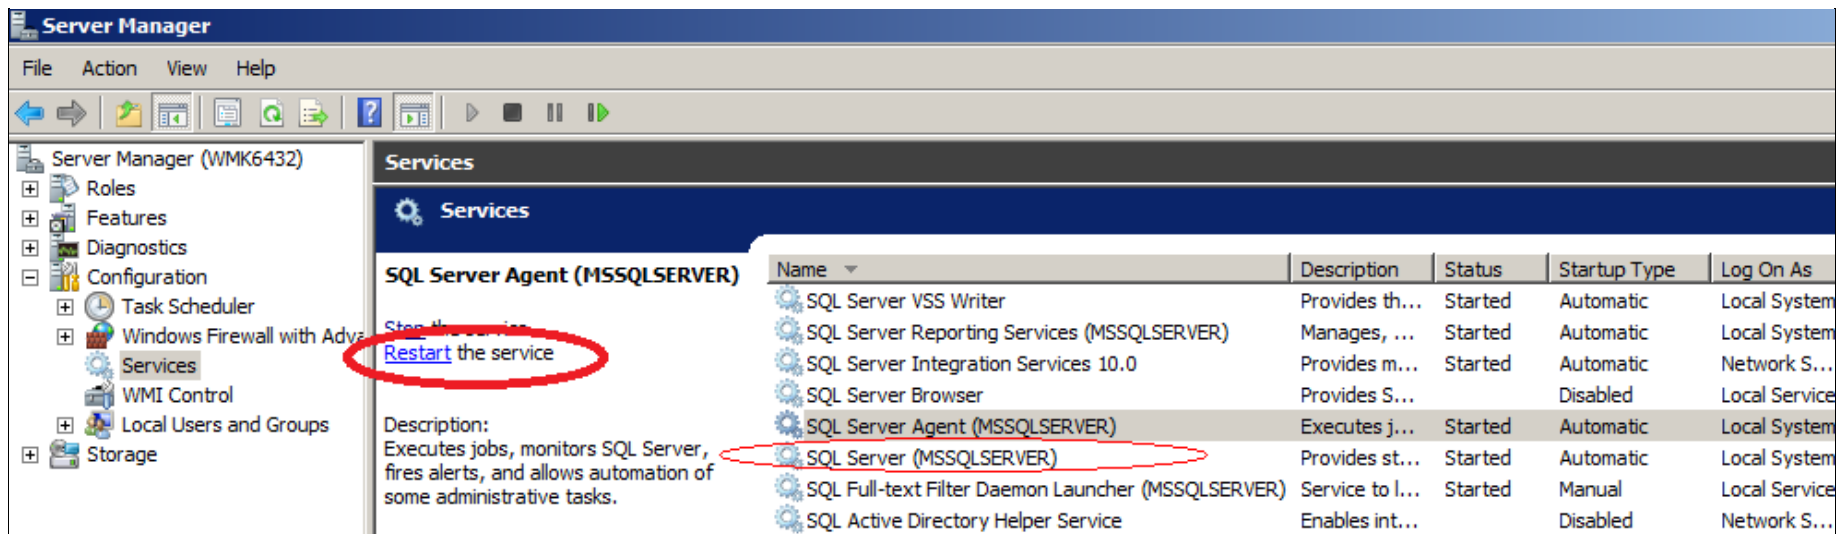 Server Manager
File Action View Help
Server Manager (WMK6432)
Roles
Features
Diagnostics
Configuration
Task Scheduler
Windows Firewall with Adva
Services
WMI Control
Local Users and Groups
Storage
Services
Services
SQL Server Agent (MSSQLSERVER)
Stop the service
Restart the service
Description:
Executes jobs, monitors SQL Server,
fires alerts, and allows automation of
some administrative tasks.
Name Description Status Startup Type Log On As
SQL Server VSS Writer Provides th... Started Automatic Local System
SQL Server Reporting Services (MSSQLSERVER) Manages, ... Started Automatic Local System
SQL Server Integration Services 10.0 Provides m... Started Automatic Network S...
SQL Server Browser Provides S... Disabled Local Service
SQL Server Agent (MSSQLSERVER) Executes j... Started Automatic Local System
SQL Server (MSSQLSERVER) Provides st... Started Automatic Local System
SQL Full-text Filter Daemon Launcher (MSSQLSERVER) Service to l... Started Manual Local Service
SQL Active Directory Helper Service Enables int... Disabled Network S...